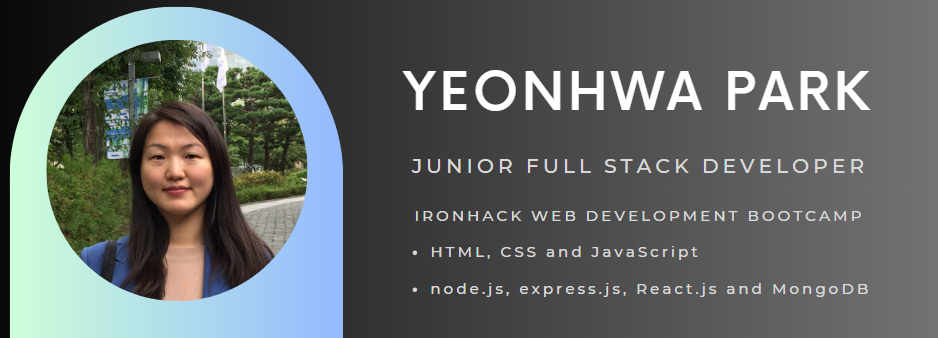 YEONHWA PARK
JUNIOR FULL STACK DEVELOPER
IRONHACK WEB DEVELOPMENT BOOTCAMP
• HTML, CSS and JavaScript
• node.js, express.js, React.js and MongoDB